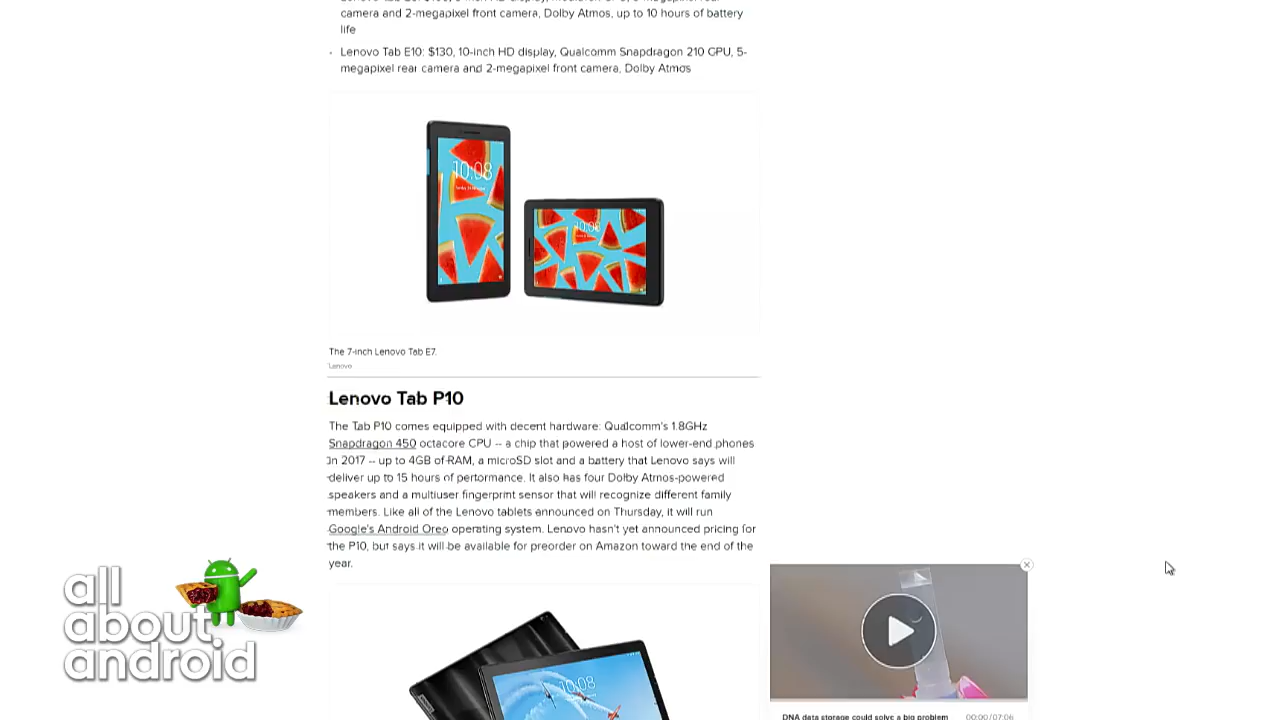 camera and 2-megapixel front camera, Dolby Atmos, up to 10 hours of battery
life
Lenovo Tab E10: $130, 10-inch HD display, Qualcomm Snapdragon 210 GPU, 5-
megapixel rear camera and 2-megapixel front camera, Dolby Atmos
10:08
10:08
The 7-inch Lenovo Tab E7.
Lenovo
Lenovo Tab P10
The Tab P10 comes equipped with decent hardware: Qualcomm's 1.8GHz
Snapdragon 450 octacore CPU -- a chip that powered a host of lower-end phones
in 2017 -- up to 4GB of RAM, a microSD slot and a battery that Lenovo says will
deliver up to 15 hours of performance. It also has four Dolby Atmos-powered
speakers and a multiuser fingerprint sensor that will recognize different family
members. Like all of the Lenovo tablets announced on Thursday, it will run
Google's Android Oreo operating system. Lenovo hasn't yet announced pricing for
the P10, but says it will be available for preorder on Amazon toward the end of the
year.
10:08
all
about
android
DNA data storage could solve a big problem 00:00/07:06